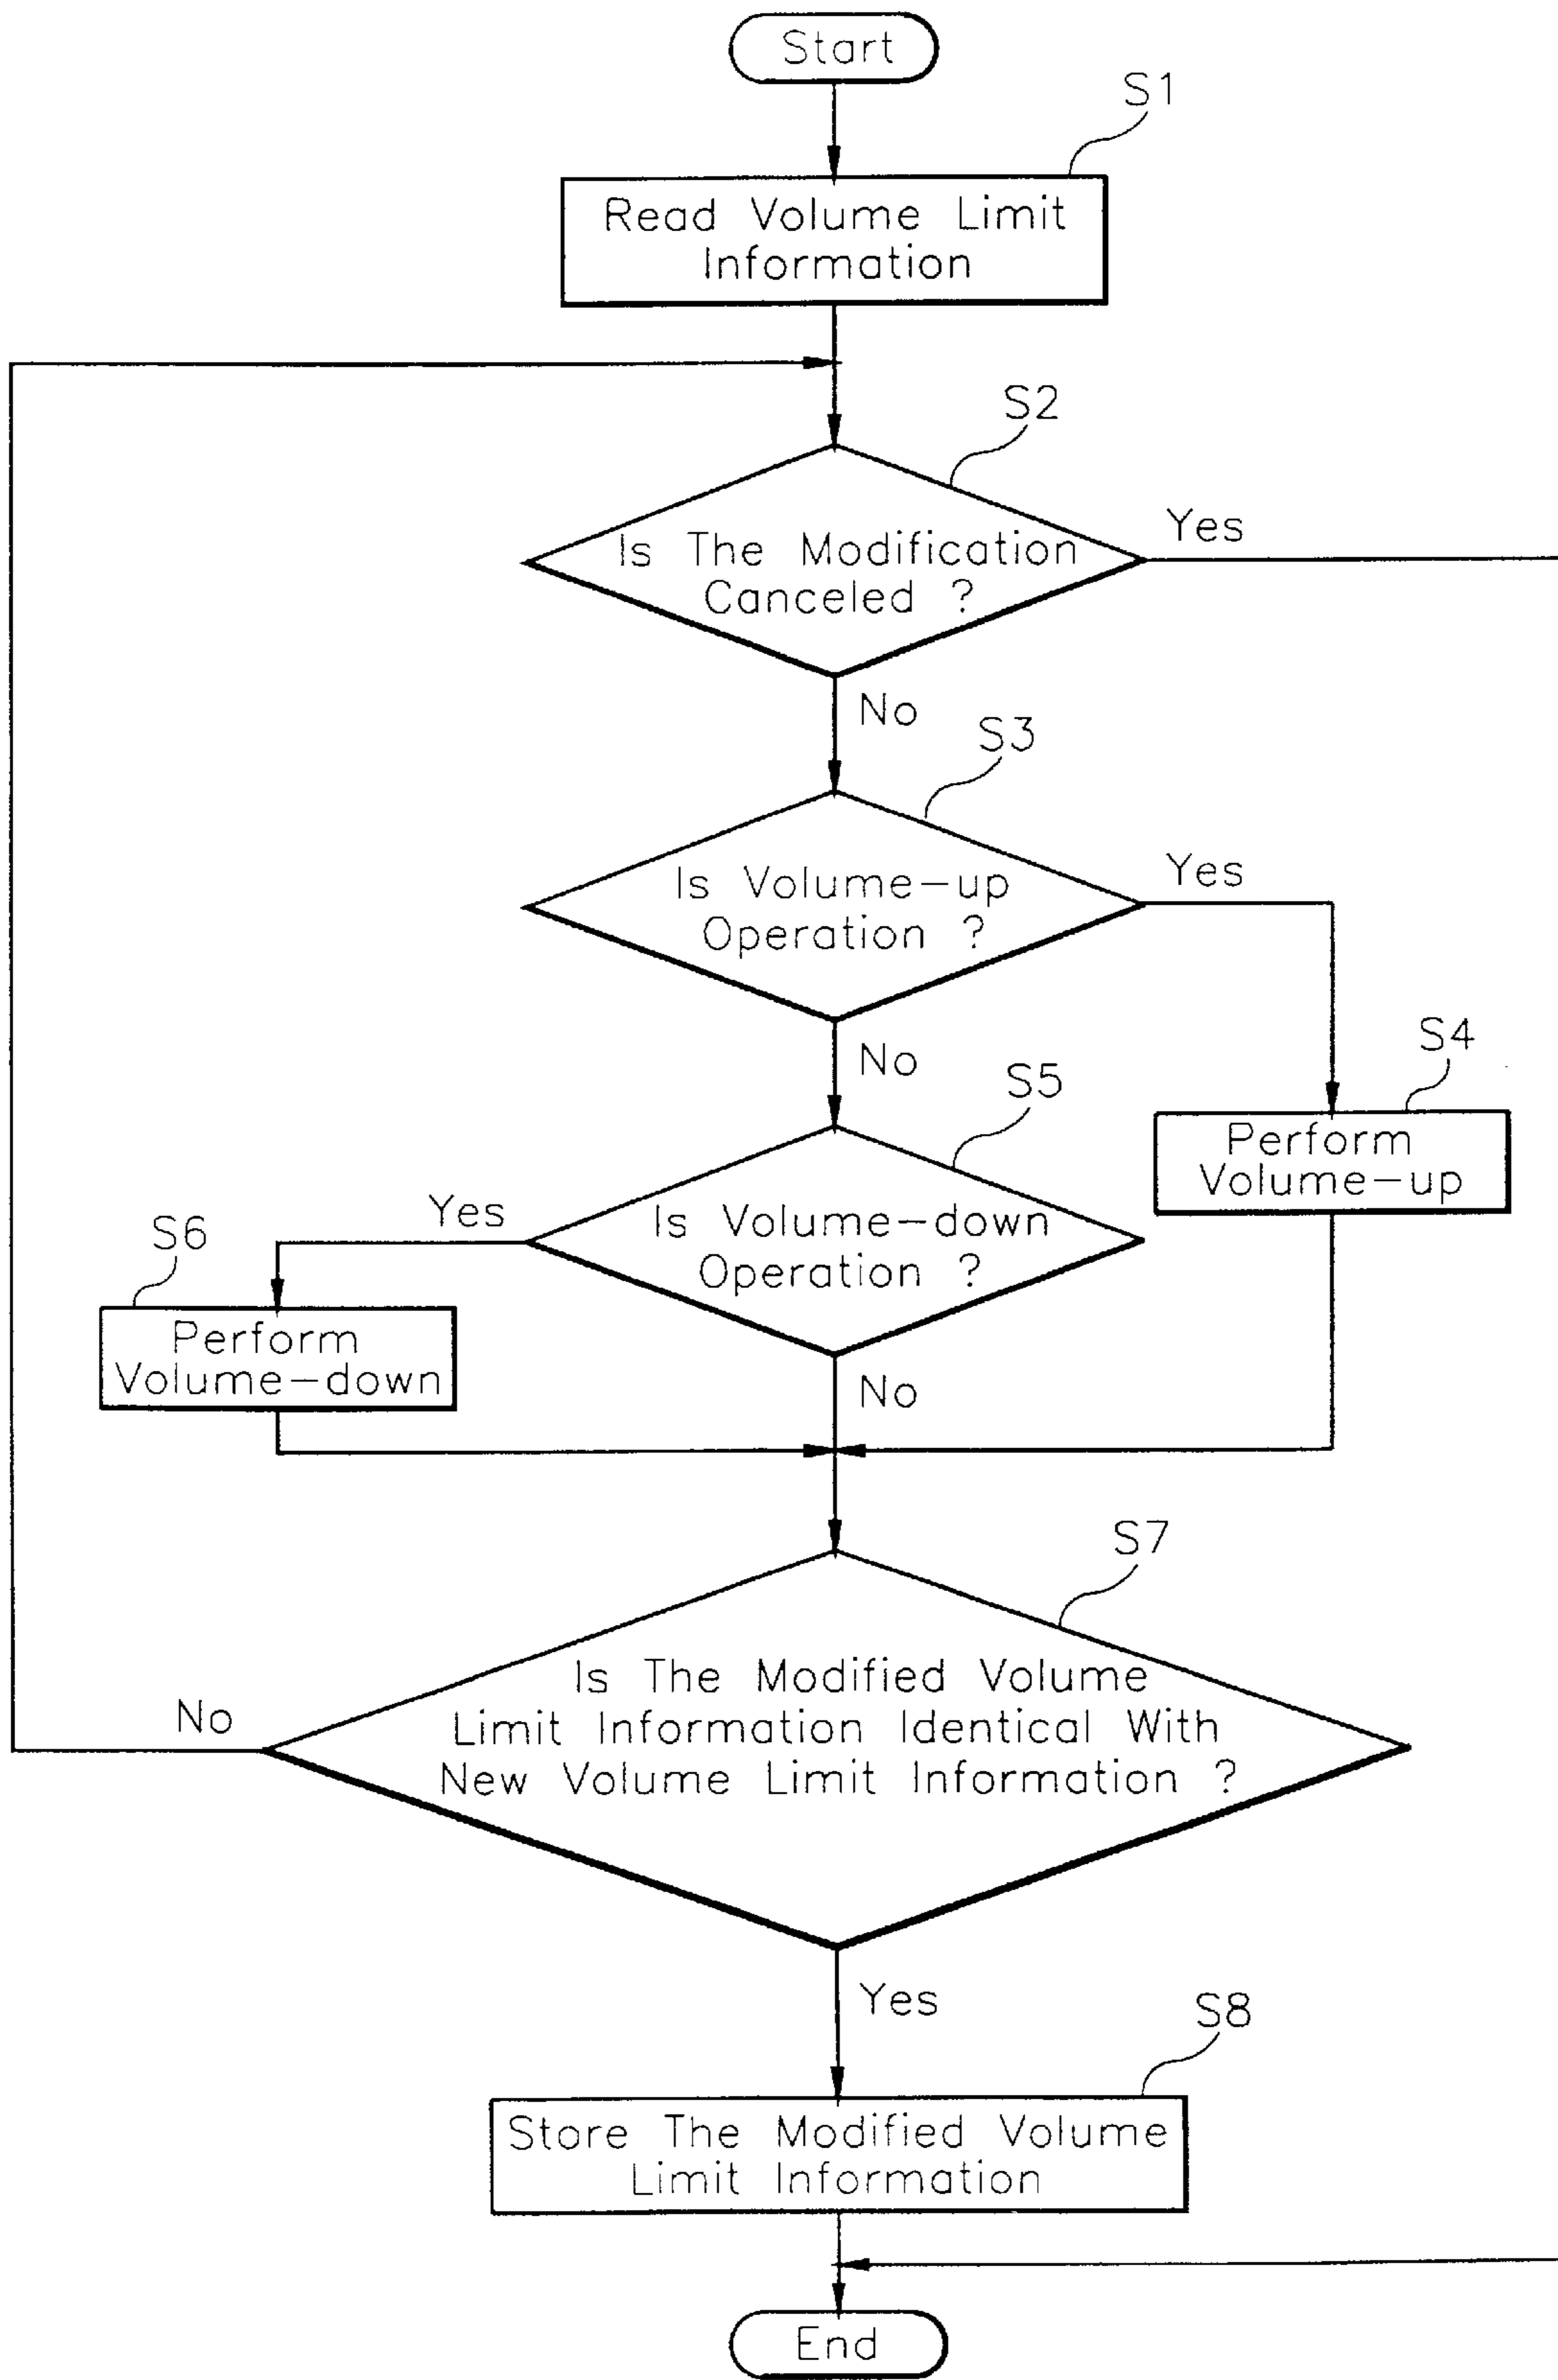 Start
S1
Read Volume Limit
Information
S2
Is The Modification
Canceled ?
Yes
No
S3
Is Volume-up
Operation ?
Yes
No
S4
Perform
Volume-up
S5
Is Volume-down
Operation ?
Yes
S6
Perform
Volume-down
No
S7
Is The Modified Volume
Limit Information Identical With
New Volume Limit Information ?
No
Yes
S8
Store The Modified Volume
Limit Information
End